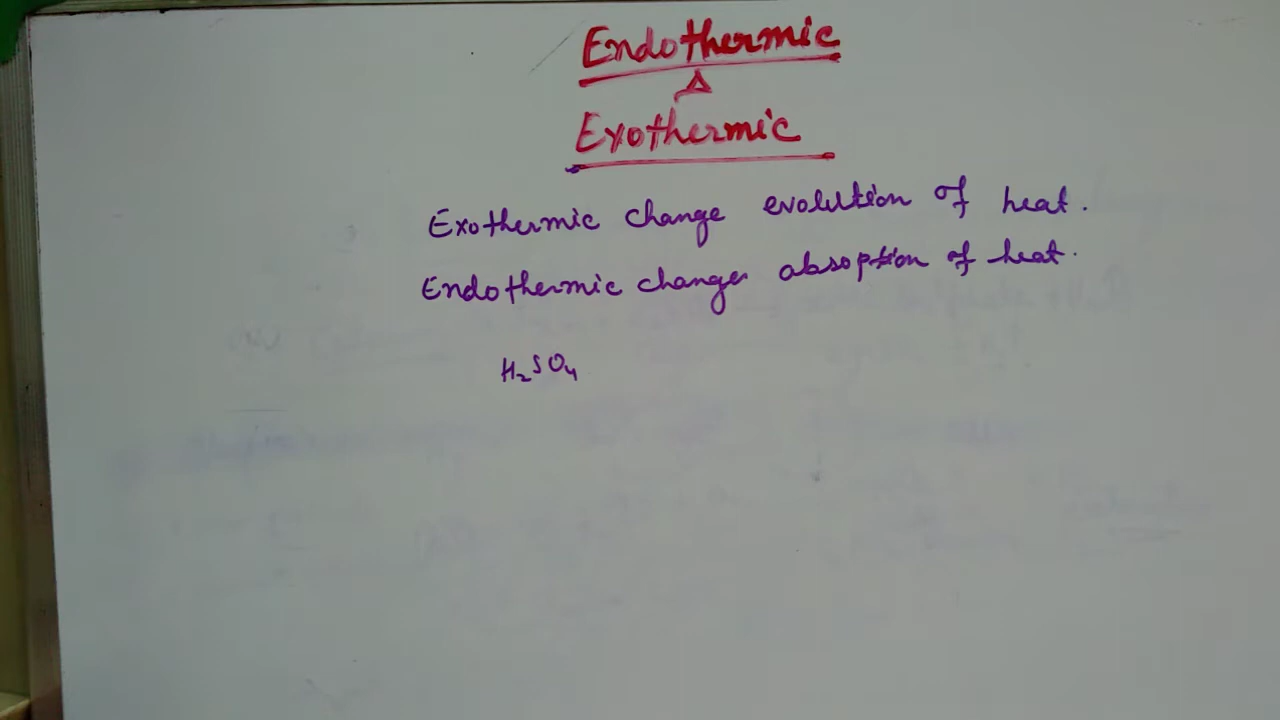 Endothermic
&
Exothermic
Exothermic change evolution of heat.
Endothermic change absoption of heat.
H₂SO₄